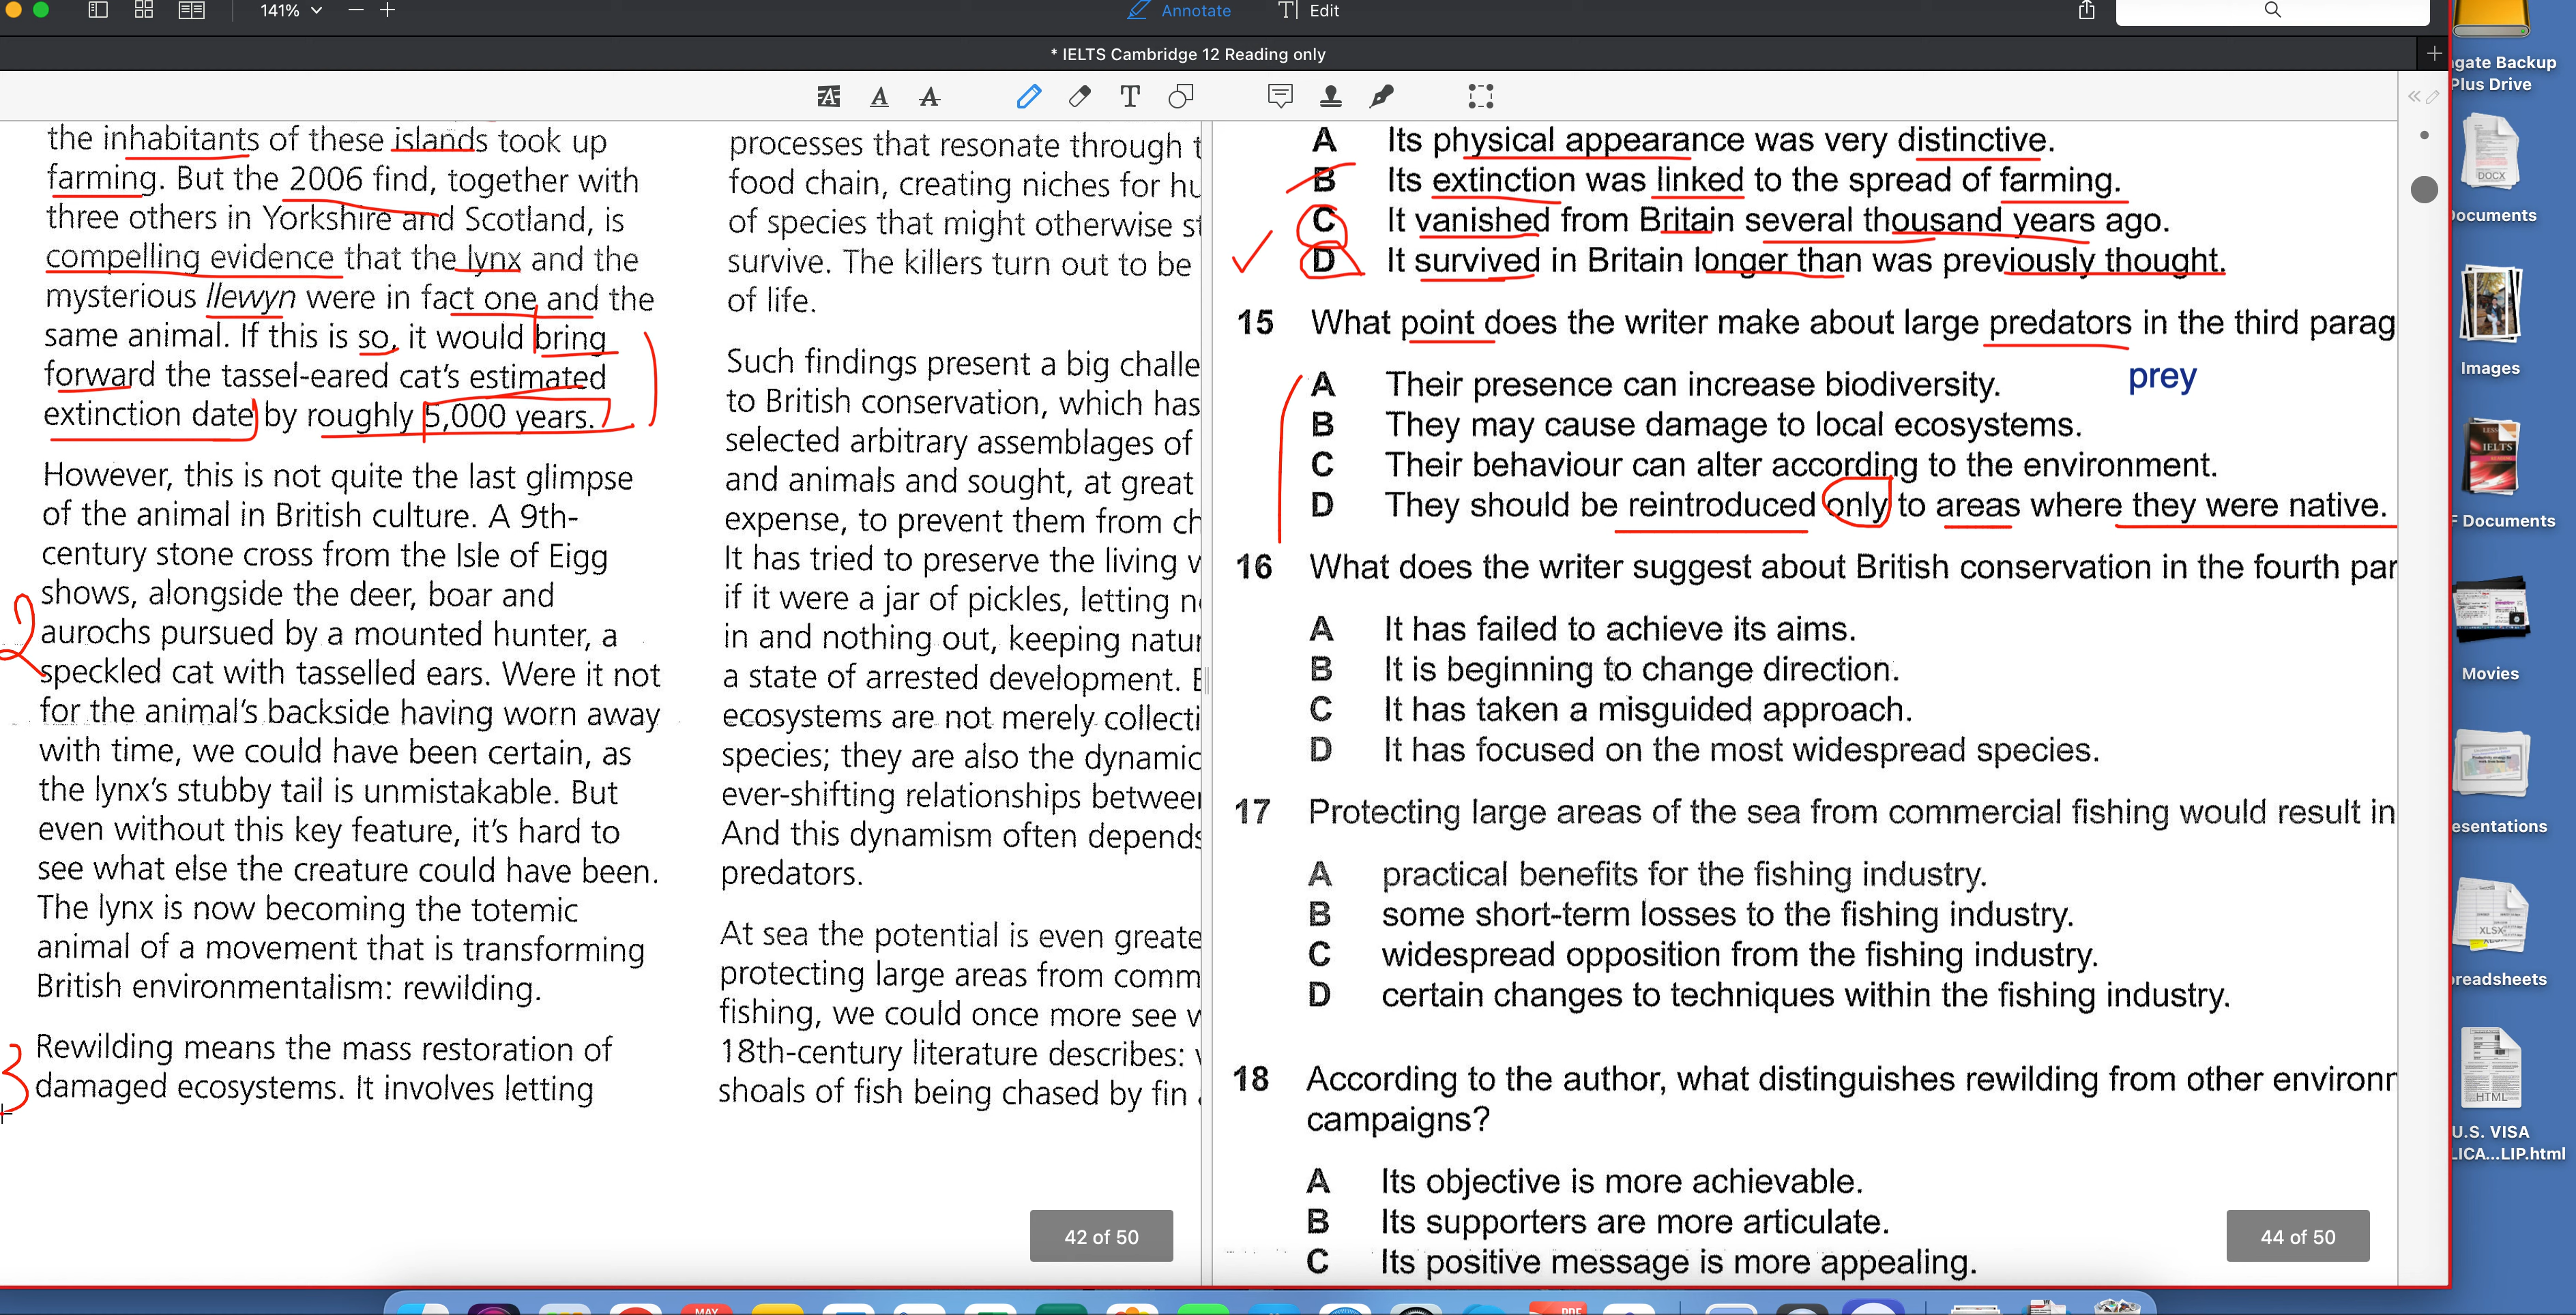 141%
Annotate
Edit
* IELTS Cambridge 12 Reading only
the inhabitants of these islands took up
farming. But the 2006 find, together with
three others in Yorkshire and Scotland, is
compelling evidence that the lynx and the
mysterious llewyn were in fact one and the
same animal. If this is so, it would bring
forward the tassel-eared cat's estimated
extinction date by roughly 5,000 years.
However, this is not quite the last glimpse
of the animal in British culture. A 9th-
century stone cross from the Isle of Eigg
shows, alongside the deer, boar and
aurochs pursued by a mounted hunter, a
speckled cat with tasselled ears. Were it not
for the animal's backside having worn away
with time, we could have been certain, as
the lynx's stubby tail is unmistakable. But
even without this key feature, it's hard to
see what else the creature could have been.
The lynx is now becoming the totemic
animal of a movement that is transforming
British environmentalism: rewilding.
Rewilding means the mass restoration of
damaged ecosystems. It involves letting
2
3
processes that resonate through
food chain, creating niches for
of species that might otherwise
survive. The killers turn out to be
of life.
Such findings present a big
to British conservation, which has
selected arbitrary assemblages of
and animals and sought, at great
expense, to prevent them from
It has tried to preserve the living
if it were a jar of pickles, letting
in and nothing out, keeping
a state of arrested development.
ecosystems are not merely
species; they are also the
ever-shifting relationships
And this dynamism often
predators.
At sea the potential is even
protecting large areas from
fishing, we could once more see
18th-century literature describes:
shoals of fish being chased by fin
42 of 50
A Its physical appearance was very distinctive.
B Its extinction was linked to the spread of farming.
C It vanished from Britain several thousand years ago.
D It survived in Britain longer than was previously thought.
15 What point does the writer make about large predators in the third parag
A Their presence can increase biodiversity.
prey
B They may cause damage to local ecosystems.
C Their behaviour can alter according to the environment.
D They should be reintroduced only to areas where they were native.
16 What does the writer suggest about British conservation in the fourth par
A It has failed to achieve its aims.
B It is beginning to change direction.
C It has taken a misguided approach.
D It has focused on the most widespread species.
17 Protecting large areas of the sea from commercial fishing would result in
A practical benefits for the fishing industry.
B some short-term losses to the fishing industry.
C widespread opposition from the fishing industry.
D certain changes to techniques within the fishing industry.
18 According to the author, what distinguishes rewilding from other
campaigns?
A Its objective is more achievable.
B Its supporters are more articulate.
C Its positive message is more appealing.
44 of 50
gate Backup
Plus Drive
DOCX
ocuments
Images
IELTS
F Documents
Movies
esentations
XLSX
preadsheets
HTML
U.S. VISA
LICA...LIP.html
MAY
PDF